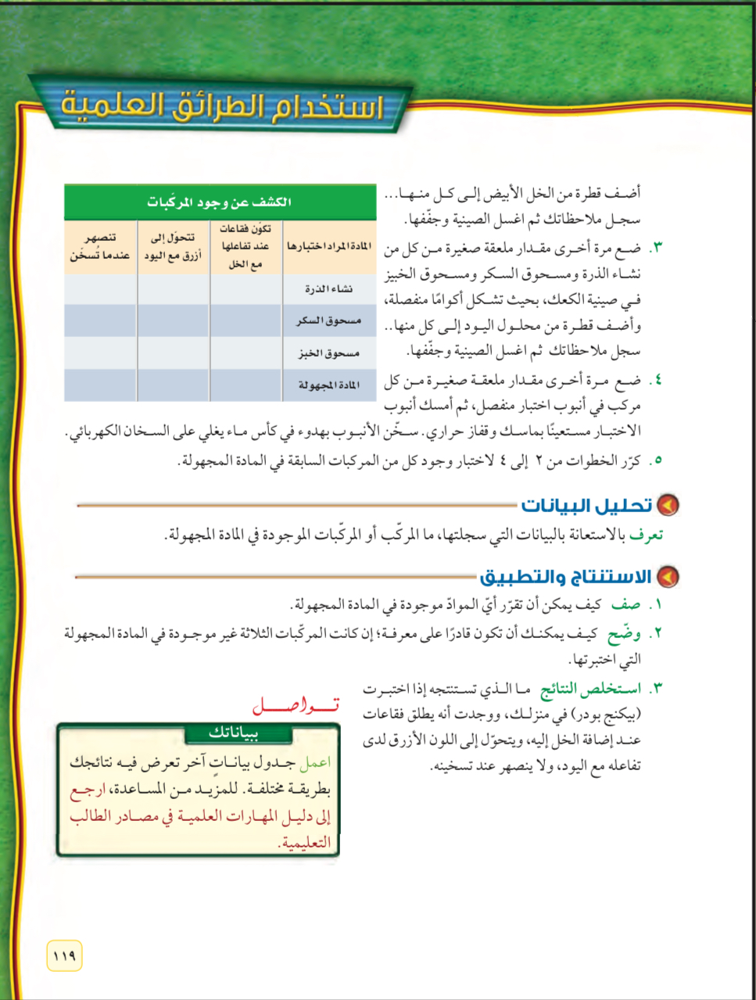 استخدام الطرائق العلمية
أضف قطرة من الخل الأبيض إلى كل منها...
سجل ملاحظاتك ثم اغسل الصينية وجفّفها.
٣. ضع مرة أخرى مقدار ملعقة صغيرة من كل من
نشاء الذرة ومسحوق السكر ومسحوق الخبيز
في صينية الكعك، بحيث تشكل أكوامًا منفصلة،
وأضف قطرة من محلول اليود إلى كل منها..
سجل ملاحظاتك ثم اغسل الصينية وجفّفها.
٤. ضع مرة أخرى مقدار ملعقة صغيرة من كل
مركب في أنبوب اختبار منفصل، ثم أمسك أنبوب
الاختبار مستعينًا بماسك وقفاز حراري. سخّن الأنبوب بهدوء في كأس ماء يغلي على السخان الكهربائي.
٥. كرّر الخطوات من ٢ إلى ٤ لاختبار وجود كل من المركبات السابقة في المادة المجهولة.
الكشف عن وجود المركّبات
المادة المراد اختبارها
تكوّن فقاعات
عند تفاعلها
مع الخل
تتحوّل إلى
أزرق مع اليود
تنصهر
عندما تُسخّن
نشاء الذرة
مسحوق السكر
مسحوق الخبز
المادة المجهولة
تحليل البيانات
تعرف بالاستعانة بالبيانات التي سجلتها، ما المركّب أو المركّبات الموجودة في المادة المجهولة.
الاستنتاج والتطبيق
١. صف كيف يمكن أن تقرّر أيّ الموادّ موجودة في المادة المجهولة.
٢. وضّح كيف يمكنك أن تكون قادرًا على معرفة؛ إن كانت المركّبات الثلاثة غير موجودة في المادة المجهولة
التي اختبرتها.
٣. استخلص النتائج ما الذي تستنتجه إذا اختبرت
(بيكنج بودر) في منزلك، ووجدت أنه يطلق فقاعات
عند إضافة الخل إليه، ويتحوّل إلى اللون الأزرق لدى
تفاعله مع اليود، ولا ينصهر عند تسخينه.
تواصل
ببياناتك
اعمل جدول بياناتٍ آخر تعرض فيه نتائجك
بطريقة مختلفة. للمزيد من المساعدة، ارجع
إلى دليل المهارات العلمية في مصادر الطالب
التعليمية.
١١٩